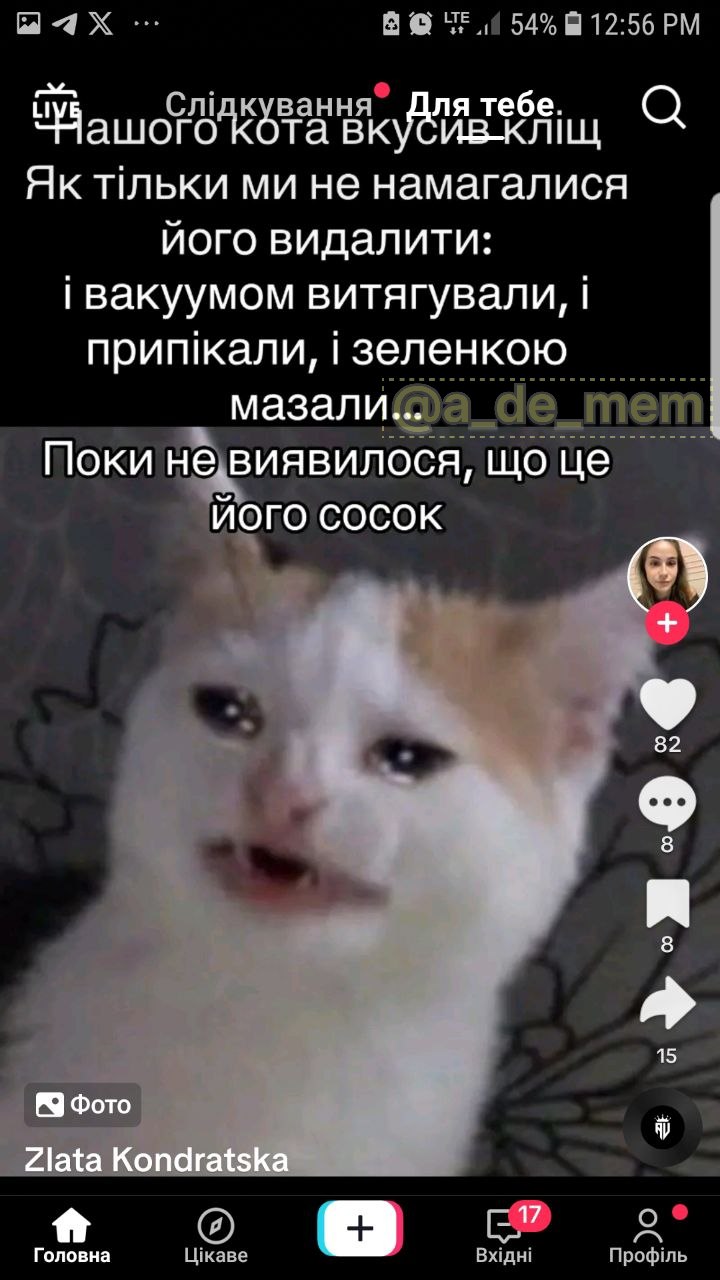 LTE 54% 12:56 PM
LIVE Слідкування Для тебе
Нашого кота вкусив кліщ
Як тільки ми не намагалися
його видалити:
і вакуумом витягували, і
припікали, і зеленкою
мазали...
@a_de_mem
Поки не виявилося, що це
його сосок
82
8
8
15
Фото
Zlata Kondratska
17
Головна Цікаве Вхідні Профіль